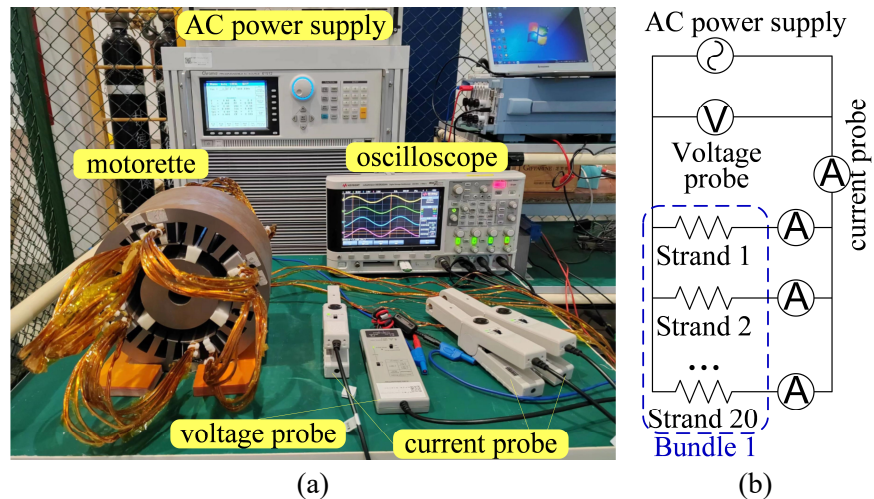 AC power supply
motorette
oscilloscope
voltage probe
current probe
(a)
AC power supply
V
Voltage
probe
A
current probe
Strand 1
A
Strand 2
A
...
Strand 20
A
Bundle 1
(b)